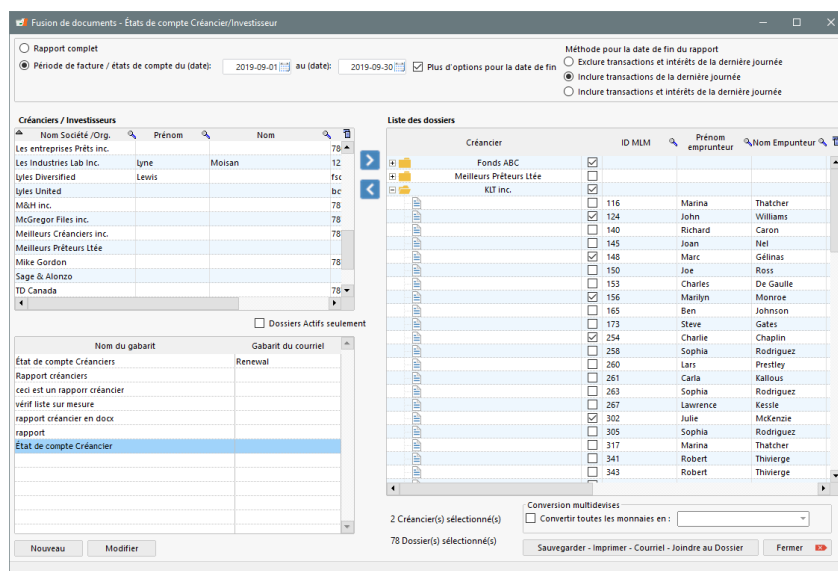 Fusion de documents - États de compte Créancier/Investisseur
Rapport complet
Période de facture / états de compte du (date): 2019-09-01 au (date): 2019-09-30 Plus d'options pour la date de fin
Méthode pour la date de fin du rapport
Exclure transactions et intérêts de la dernière journée
Inclure transactions de la dernière journée
Inclure transactions et intérêts de la dernière journée
Créanciers / Investisseurs
Nom Société /Org. Prénom Nom
Les entreprises Prêts inc. 78
Les Industries Lab Inc. lyne Moisan 12
Lyles Diversified Lewis fsc
Lyles United bc
M&H inc. 78
McGregor Files inc. 78
Meilleurs Créanciers inc. 78
Meilleurs Prêteurs Ltée
Mike Gordon 78
Sage & Alonzo
TD Canada 78
Dossiers Actifs seulement
Nom du gabarit Gabarit du courriel
État de compte Créanciers Renewal
Rapport créanciers
ceci est un rapporr créancier
vérif liste sur mesure
rapport créancier en docx
rapport
État de compte Créancier
Nouveau Modifier
Liste des dossiers
Créancier ID MLM Prénom emprunteur Nom Empunteur
Fonds ABC
Meilleurs Prêteurs Ltée
KLT inc.
116 Marina Thatcher
124 John Williams
140 Richard Caron
145 Joan Nel
148 Marc Gélinas
150 Joe Ross
153 Charles De Gaulle
156 Marilyn Monroe
165 Ben Johnson
173 Steve Gates
254 Charlie Chaplin
258 Sophia Rodriguez
260 Lars Prestley
261 Carla Kallous
263 Sophia Rodriguez
267 Lawrence Kessle
302 Julie McKenzie
305 Sophia Rodriguez
317 Marina Thatcher
341 Robert Thivierge
343 Robert Thivierge
2 Créancier(s) sélectionné(s)
78 Dossier(s) sélectionné(s)
Conversion multidevises
Convertir toutes les monnaies en :
Sauvegarder - Imprimer - Courriel - Joindre au Dossier Fermer